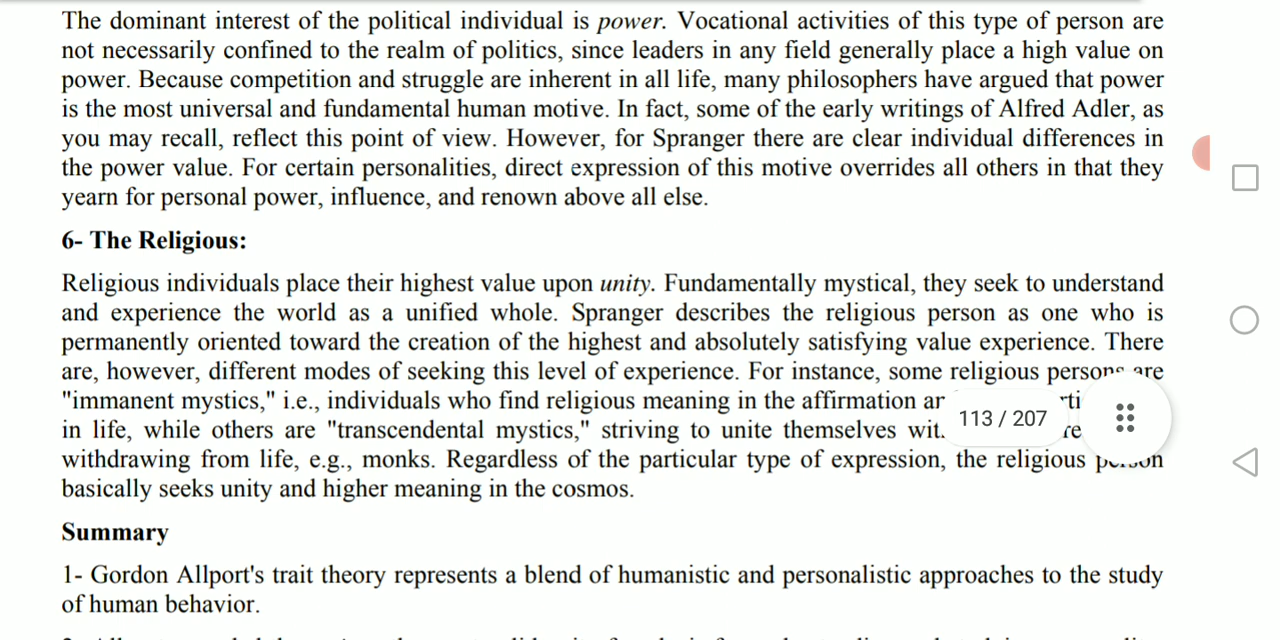 The dominant interest of the political individual is power. Vocational activities of this type of person are
not necessarily confined to the realm of politics, since leaders in any field generally place a high value on
power. Because competition and struggle are inherent in all life, many philosophers have argued that power
is the most universal and fundamental human motive. In fact, some of the early writings of Alfred Adler, as
you may recall, reflect this point of view. However, for Spranger there are clear individual differences in
the power value. For certain personalities, direct expression of this motive overrides all others in that they
yearn for personal power, influence, and renown above all else.
6- The Religious:
Religious individuals place their highest value upon unity. Fundamentally mystical, they seek to understand
and experience the world as a unified whole. Spranger describes the religious person as one who is
permanently oriented toward the creation of the highest and absolutely satisfying value experience. There
are, however, different modes of seeking this level of experience. For instance, some religious persons are
"immanent mystics," i.e., individuals who find religious meaning in the affirmation
in life, while others are "transcendental mystics," striving to unite themselves
113 / 207
withdrawing from life, e.g., monks. Regardless of the particular type of expression, the religious person
basically seeks unity and higher meaning in the cosmos.
Summary
1- Gordon Allport's trait theory represents a blend of humanistic and personalistic approaches to the study
of human behavior.